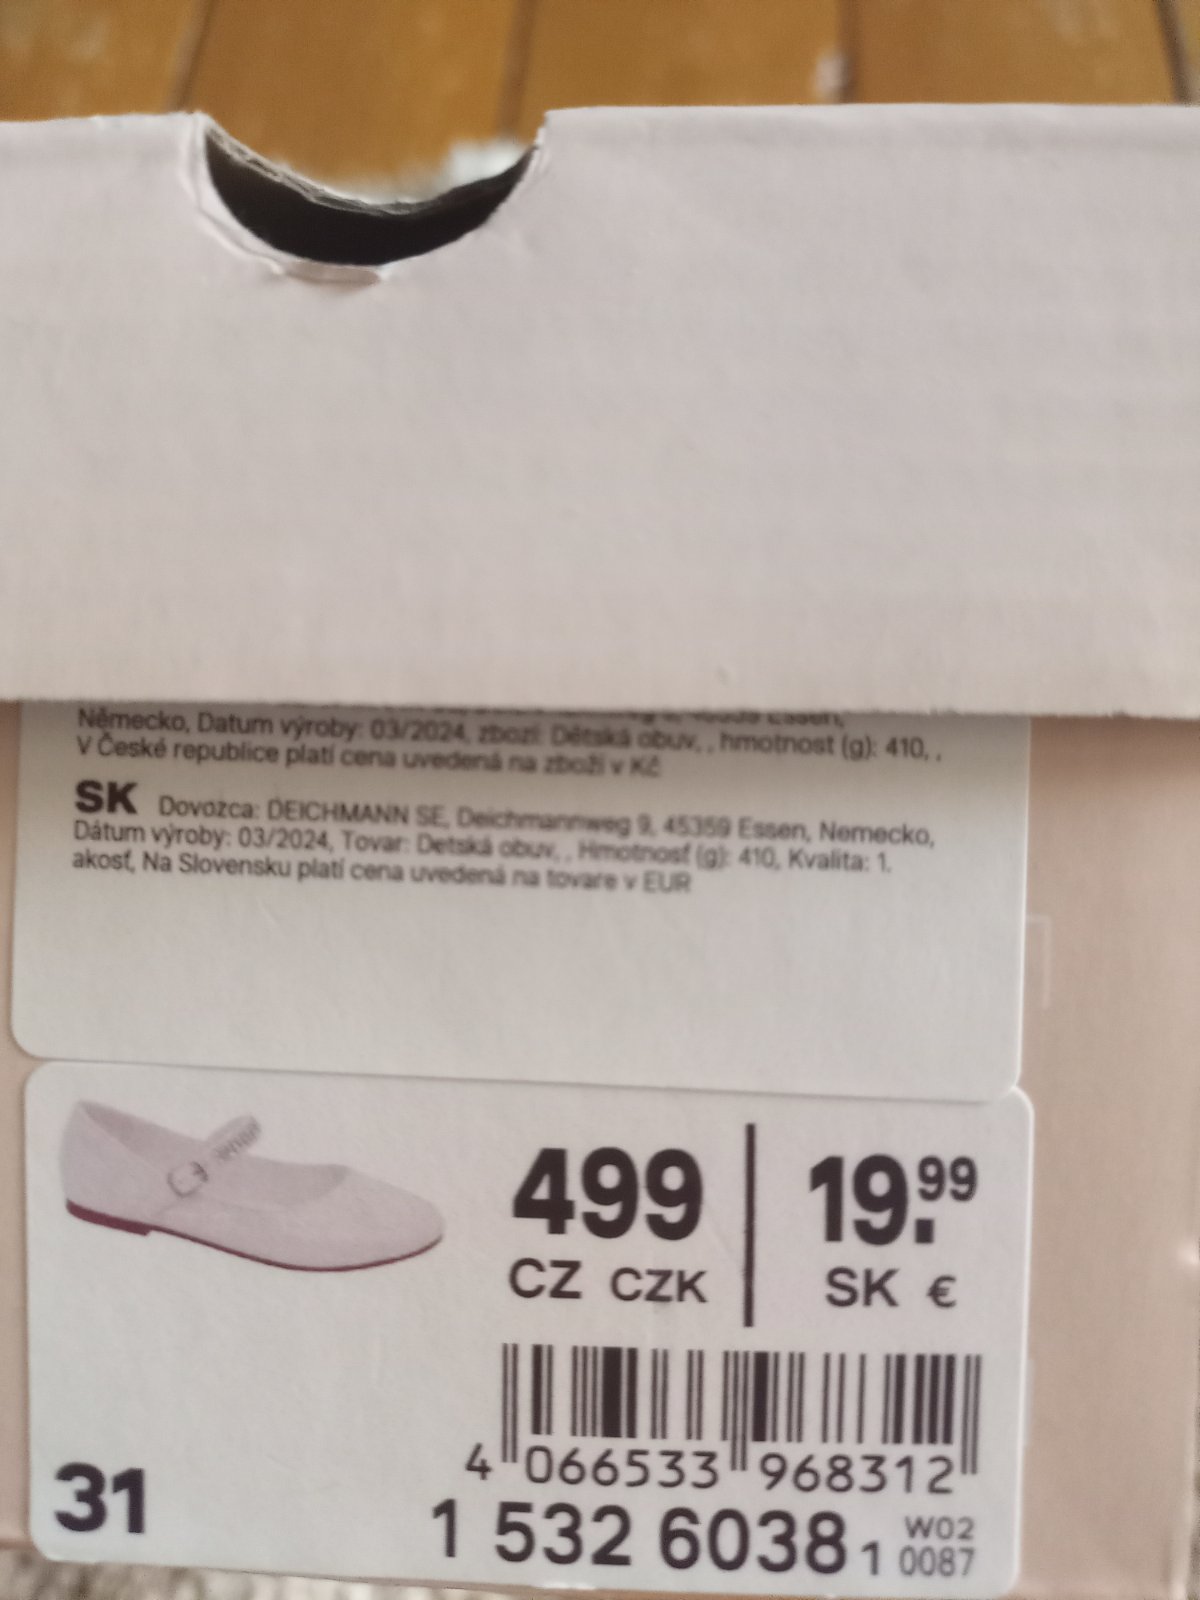 Německo, Datum výroby: 03/2024, zboží: Dětská obuv, , hmotnost (g): 410, ,
V České republice platí cena uvedená na zboží v Kč
SK Dovozca: DEICHMANN SE, Deichmannweg 9, 45359 Essen, Nemecko,
Dátum výroby: 03/2024, Tovar: Detská obuv, , Hmotnosť (g): 410, Kvalita: 1.
akosť, Na Slovensku platí cena uvedená na tovare v EUR
499 19.99
CZ CZK SK €
4 066533 968312
31
1 532 6038 1 W02 0087